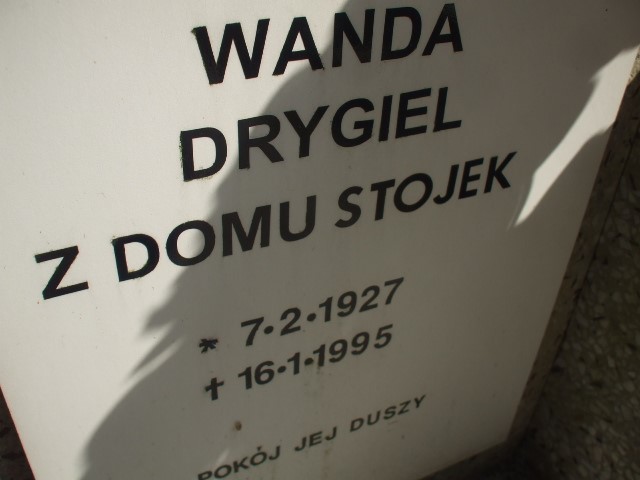 WANDA
DRYGIEL
Z DOMU STOJEK
* 7•2•1927
† 16•1•1995
POKÓJ JEJ DUSZY